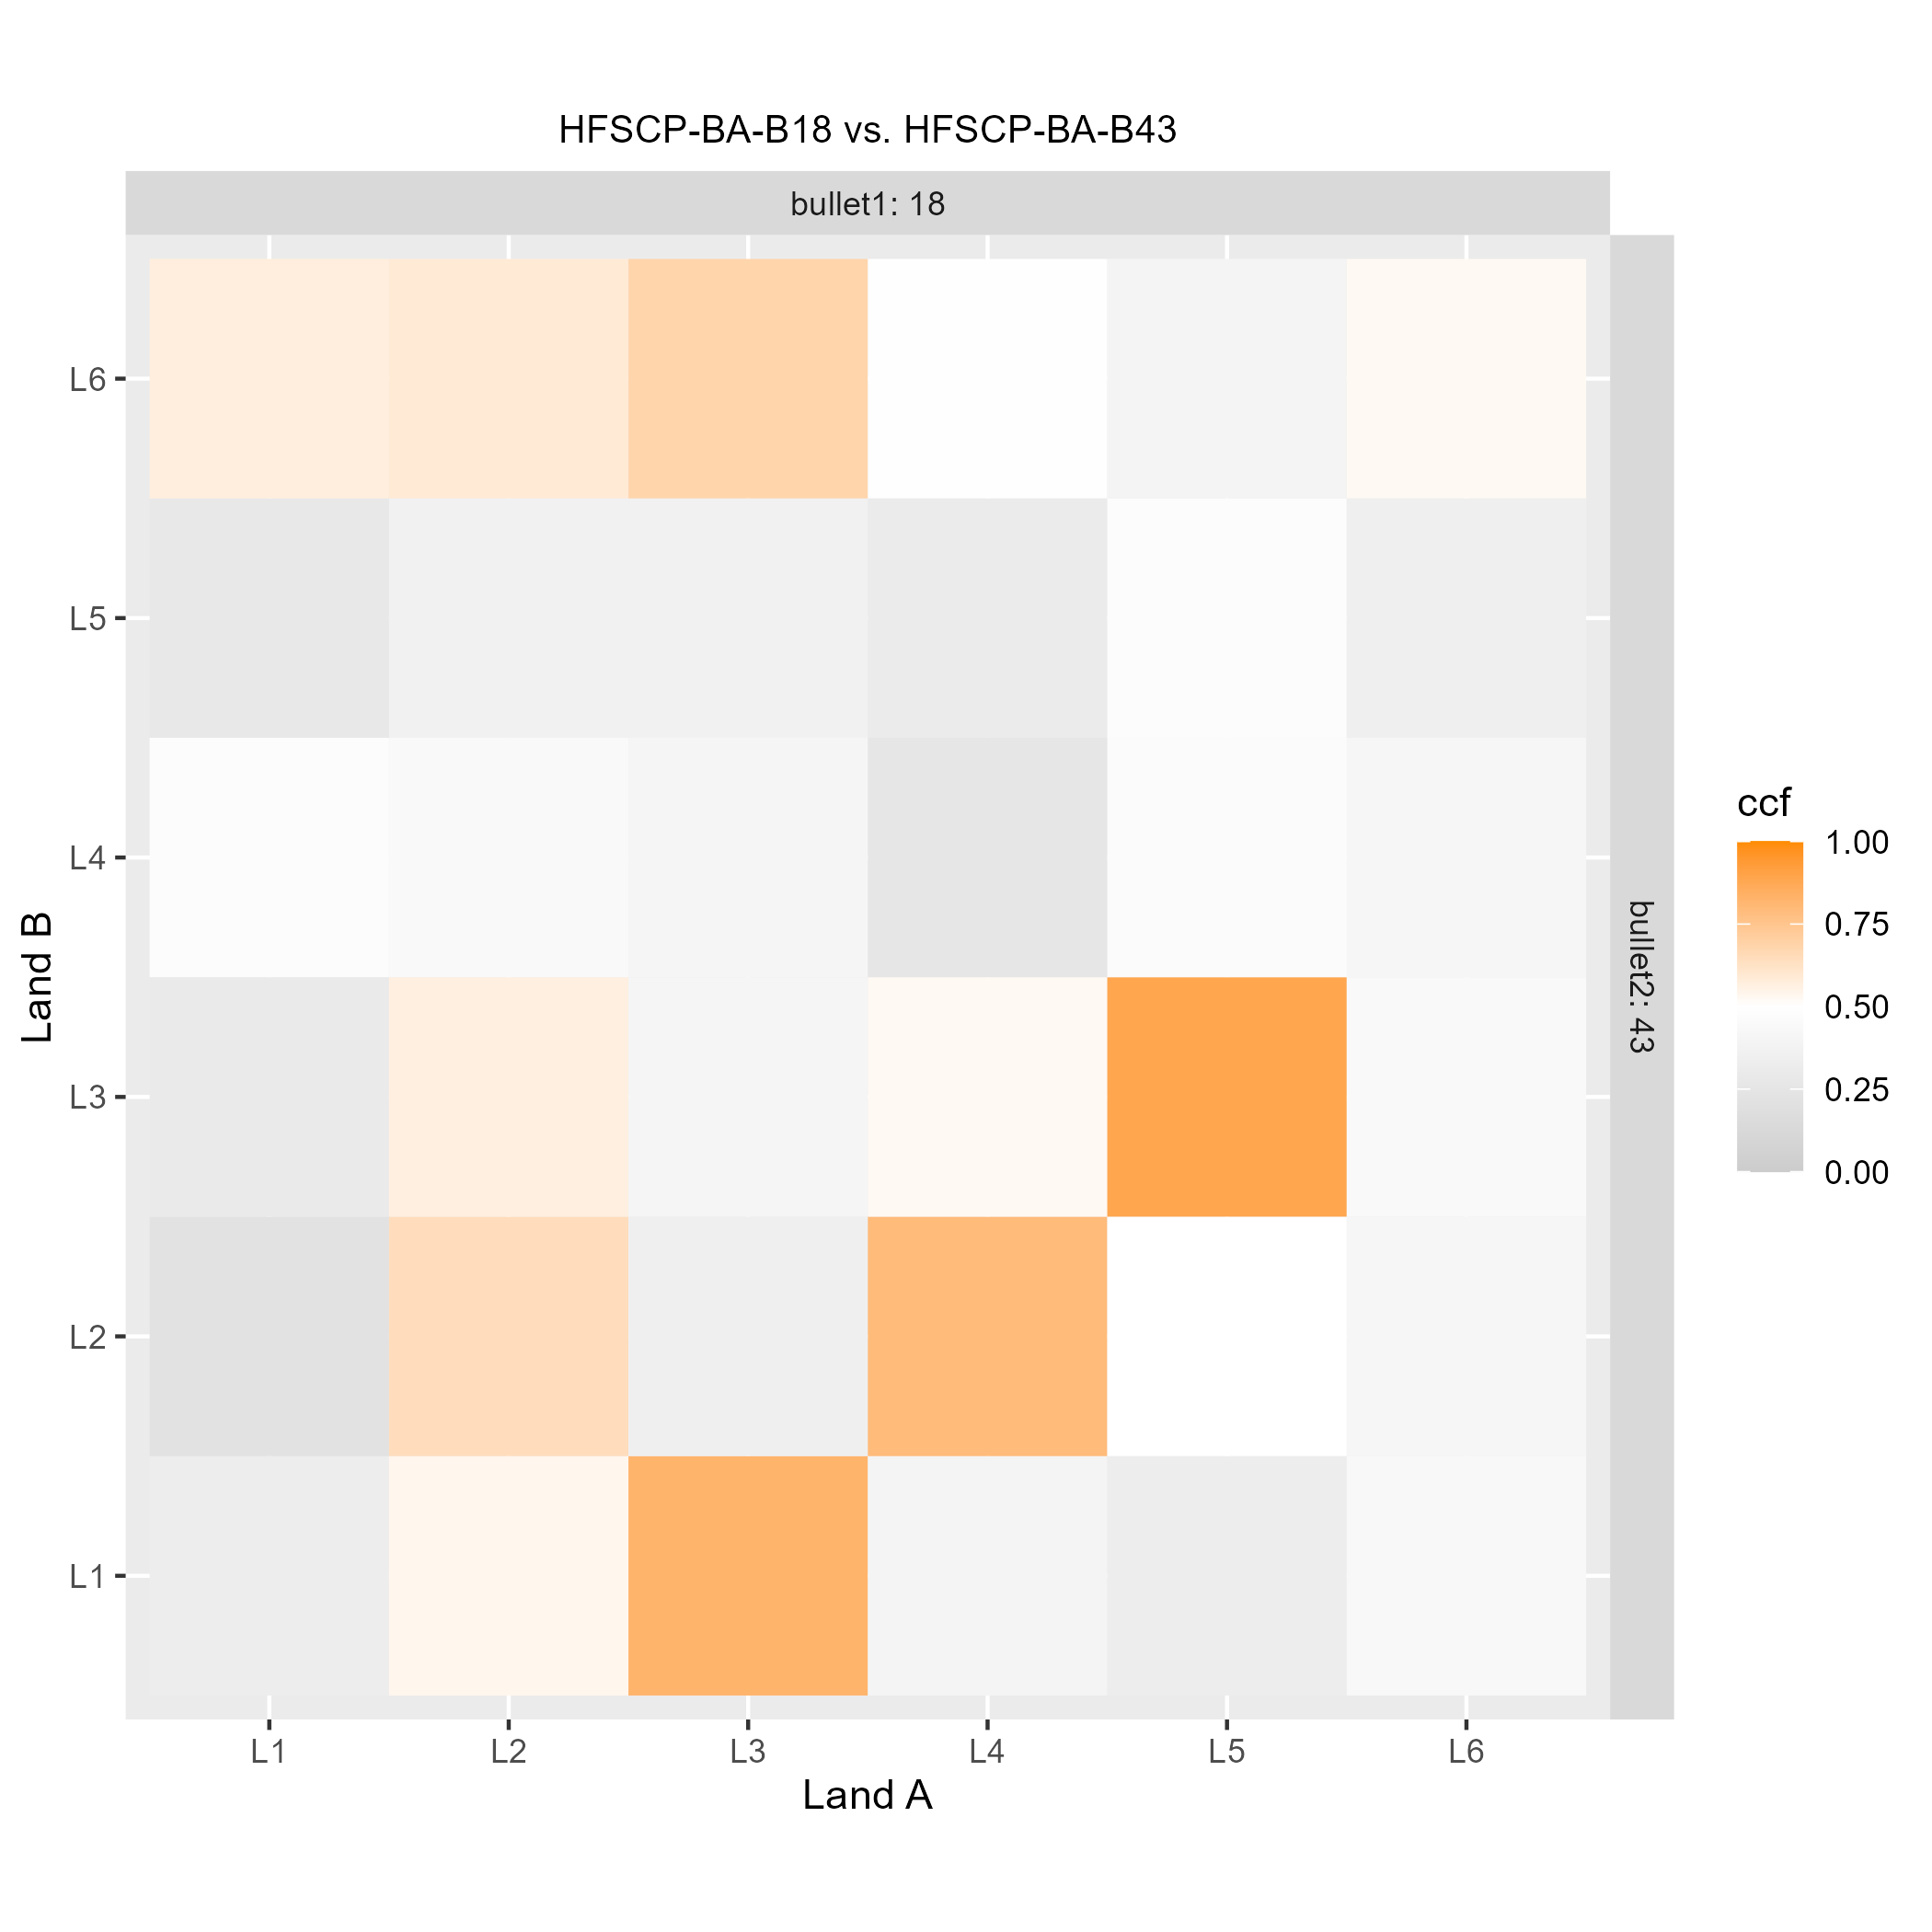 HFSCP-BA-B18 vs. HFSCP-BA-B43
bullet1: 18
L6
L5
L4
L3
L2
L1
Land B
bullet2: 43
ccf
1.00
0.75
0.50
0.25
0.00
L1 L2 L3 L4 L5 L6
Land A